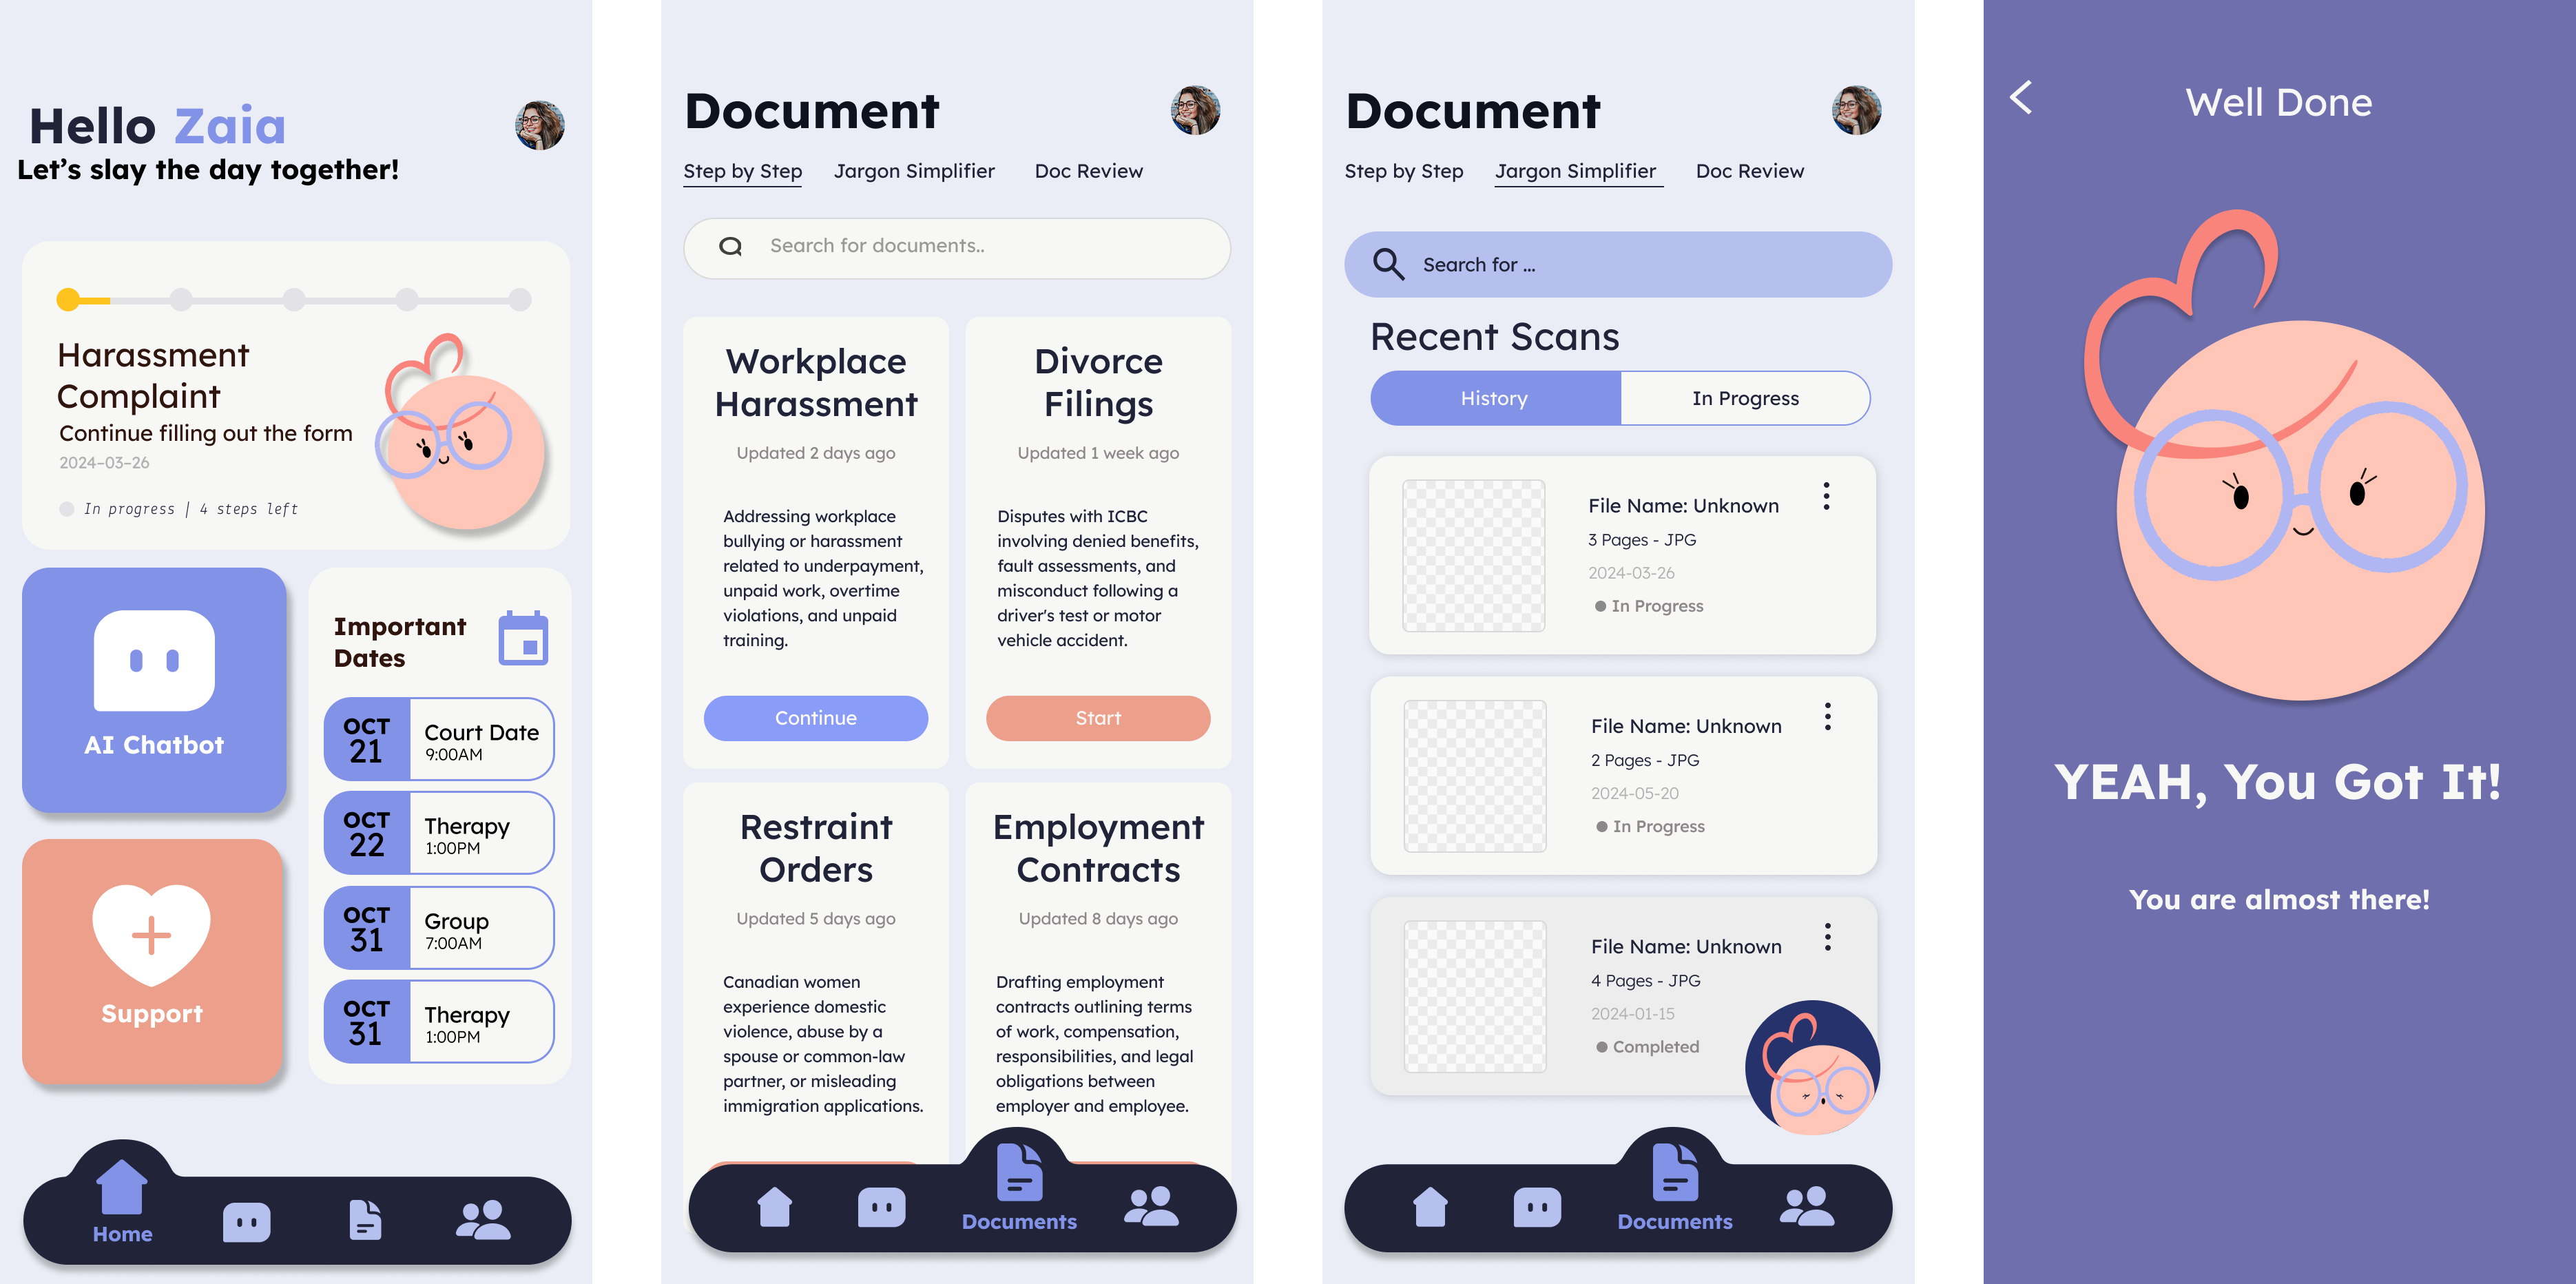 Hello Zaia
Let's slay the day together!
Harassment
Complaint
Continue filling out the form
2024-03-26
In progress | 4 steps left
AI Chatbot
Support
Important
Dates
OCT
21
Court Date
9:00AM
OCT
22
Therapy
1:00PM
OCT
31
Group
7:00AM
OCT
31
Therapy
1:00PM
Home
Document
Step by Step Jargon Simplifier Doc Review
Search for documents..
Workplace
Harassment
Updated 2 days ago
Addressing workplace
bullying or harassment
related to underpayment,
unpaid work, overtime
violations, and unpaid
training.
Continue
Divorce
Filings
Updated 1 week ago
Disputes with ICBC
involving denied benefits,
fault assessments, and
misconduct following a
driver's test or motor
vehicle accident.
Start
Restraint
Orders
Updated 5 days ago
Canadian women
experience domestic
violence, abuse by a
spouse or common-law
partner, or misleading
immigration applications.
Employment
Contracts
Updated 8 days ago
Drafting employment
contracts outlining terms
of work, compensation,
responsibilities, and legal
obligations between
employer and employee.
Documents
Document
Step by Step Jargon Simplifier Doc Review
Search for ...
Recent Scans
History In Progress
File Name: Unknown
3 Pages - JPG
2024-03-26
In Progress
File Name: Unknown
2 Pages - JPG
2024-05-20
In Progress
File Name: Unknown
4 Pages - JPG
2024-01-15
Completed
Documents
Well Done
YEAH, You Got It!
You are almost there!